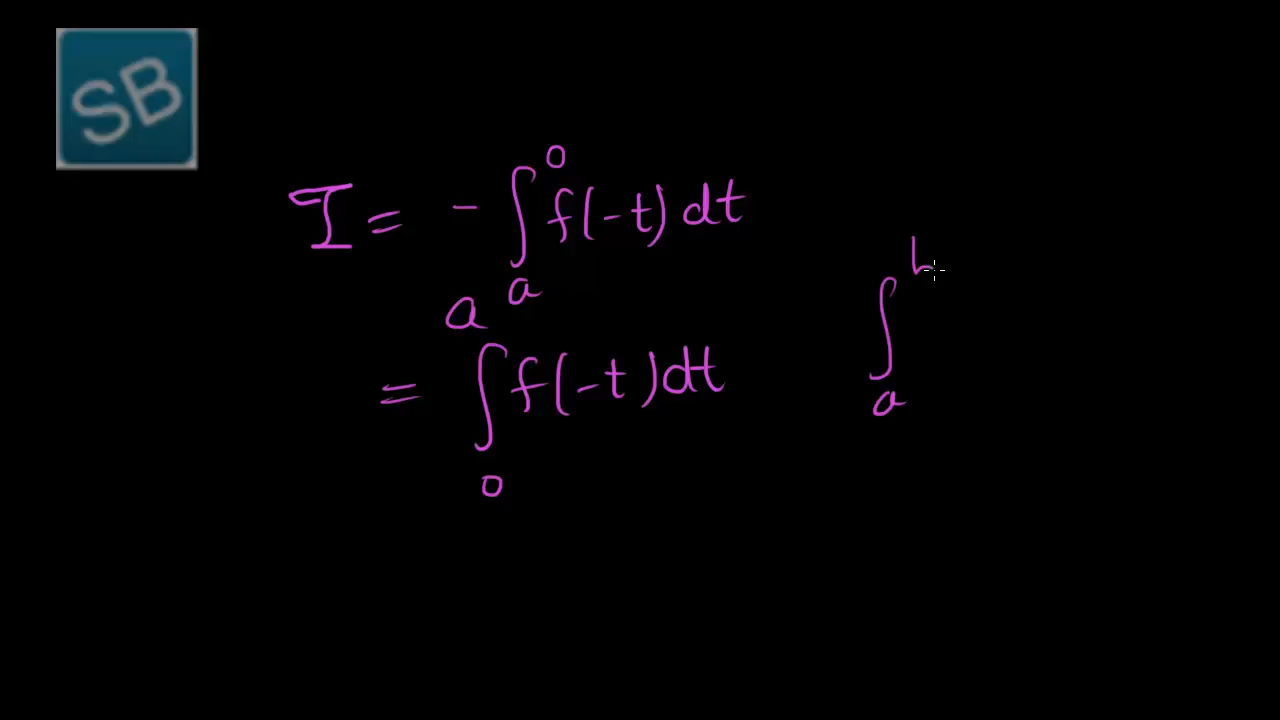 SB
I = - ∫_a^0 f(-t) dt
= ∫_0^a f(-t) dt
∫_a